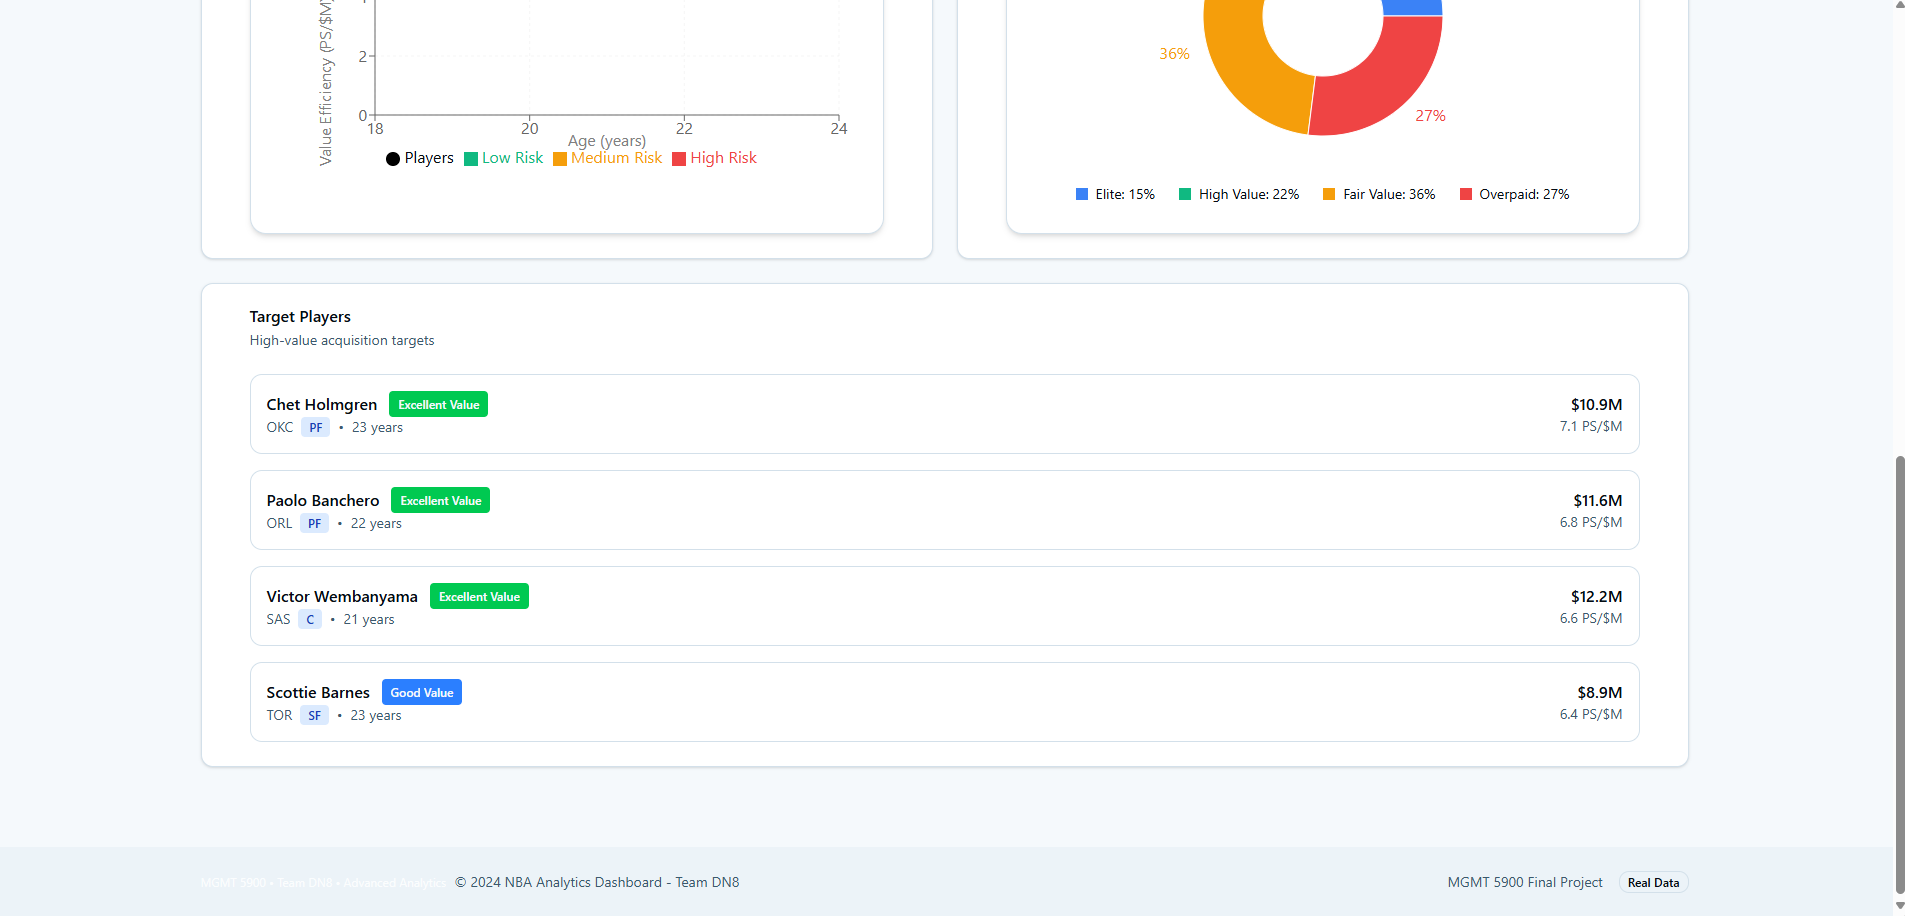 Value Efficiency (PS/$M)
2
0
18 20 22 24
Age (years)
Players Low Risk Medium Risk High Risk
36%
27%
Elite: 15% High Value: 22% Fair Value: 36% Overpaid: 27%
Target Players
High-value acquisition targets
Chet Holmgren Excellent Value $10.9M
OKC PF • 23 years 7.1 PS/$M
Paolo Banchero Excellent Value $11.6M
ORL PF • 22 years 6.8 PS/$M
Victor Wembanyama Excellent Value $12.2M
SAS C • 21 years 6.6 PS/$M
Scottie Barnes Good Value $8.9M
TOR SF • 23 years 6.4 PS/$M
MGMT 5900 • Team DN8 • Advanced Analytics © 2024 NBA Analytics Dashboard - Team DN8 MGMT 5900 Final Project Real Data